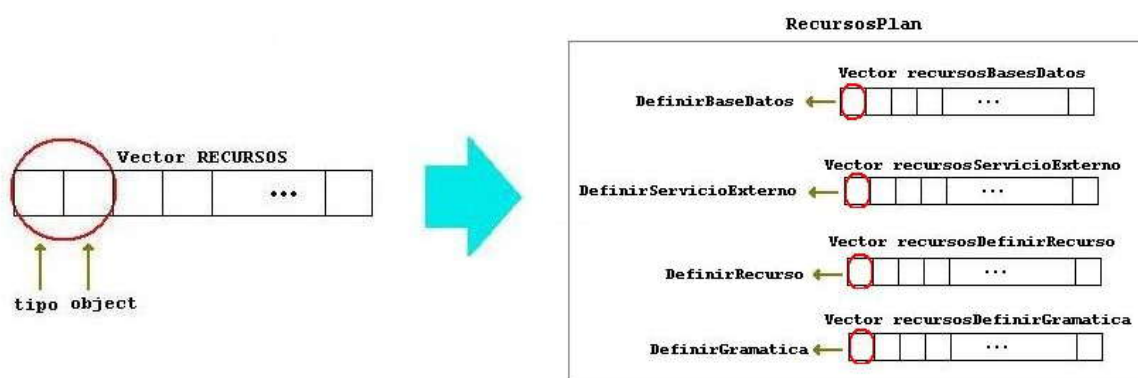 Vector RECURSOS
...
tipo object
RecursosPlan
Vector recursosBasesDatos
DefinirBaseDatos
...
Vector recursosServicioExterno
DefinirServicioExterno
...
Vector recursosDefinirRecurso
DefinirRecurso
...
Vector recursosDefinirGramatica
DefinirGramatica
...